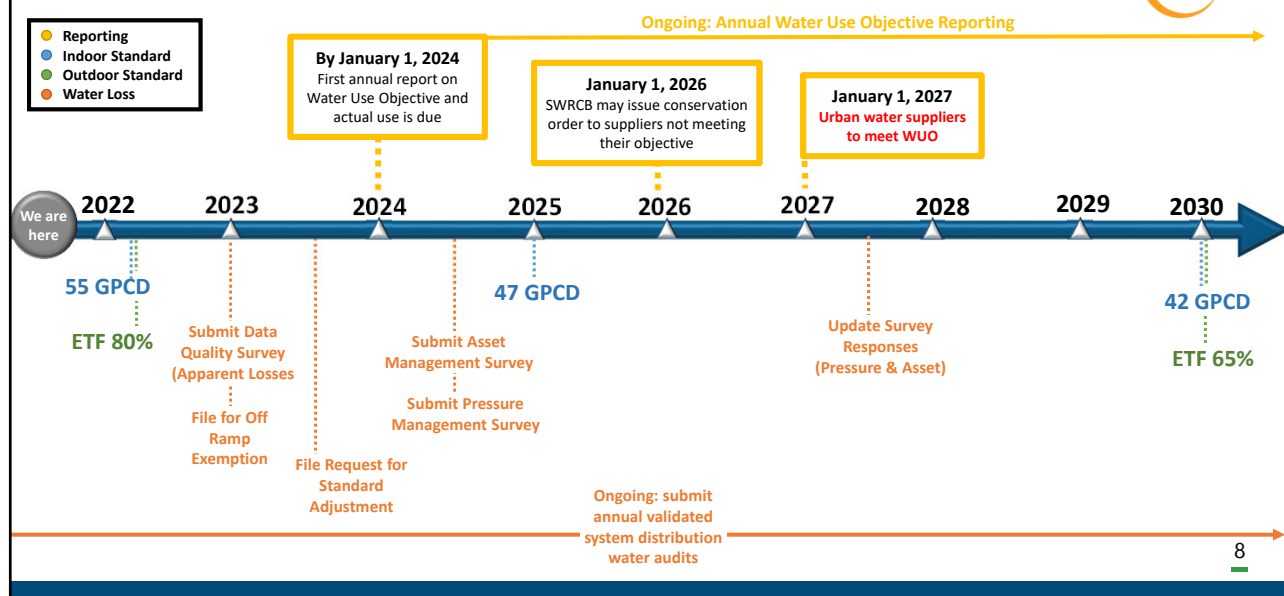 Ongoing: Annual Water Use Objective Reporting
Reporting
Indoor Standard
Outdoor Standard
Water Loss
By January 1, 2024
First annual report on
Water Use Objective and
actual use is due
January 1, 2026
SWRCB may issue conservation
order to suppliers not meeting
their objective
January 1, 2027
Urban water suppliers
to meet WUO
We are
here
2022
2023
2024
2025
2026
2027
2028
2029
2030
55 GPCD
ETF 80%
Submit Data
Quality Survey
(Apparent Losses
File for Off
Ramp
Exemption
File Request for
Standard
Adjustment
Submit Asset
Management Survey
Submit Pressure
Management Survey
47 GPCD
Update Survey
Responses
(Pressure & Asset)
42 GPCD
ETF 65%
Ongoing: submit
annual validated
system distribution
water audits
8